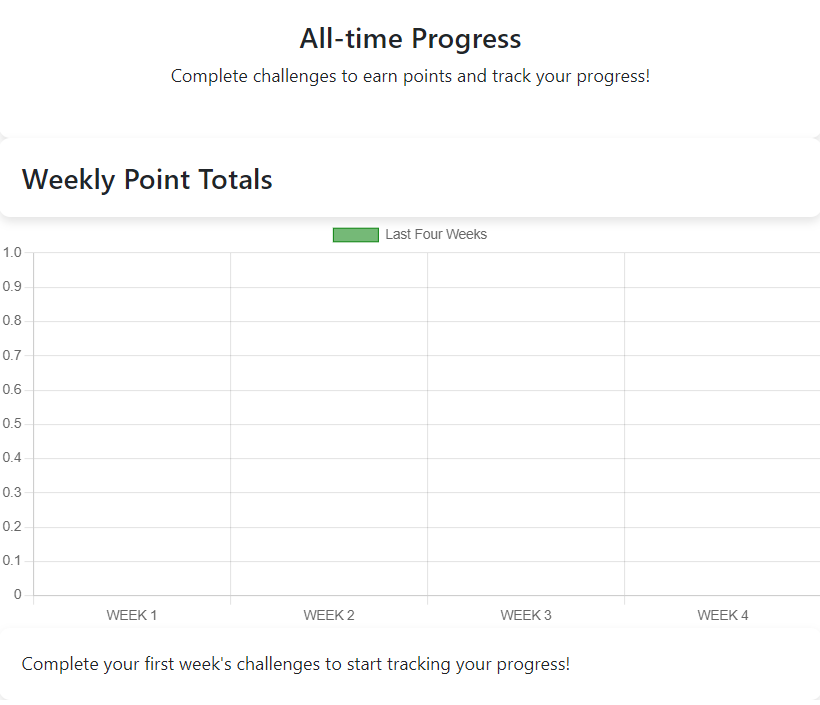 All-time Progress
Complete challenges to earn points and track your progress!
Weekly Point Totals
Last Four Weeks
1.0
0.9
0.8
0.7
0.6
0.5
0.4
0.3
0.2
0.1
0
WEEK 1 WEEK 2 WEEK 3 WEEK 4
Complete your first week's challenges to start tracking your progress!